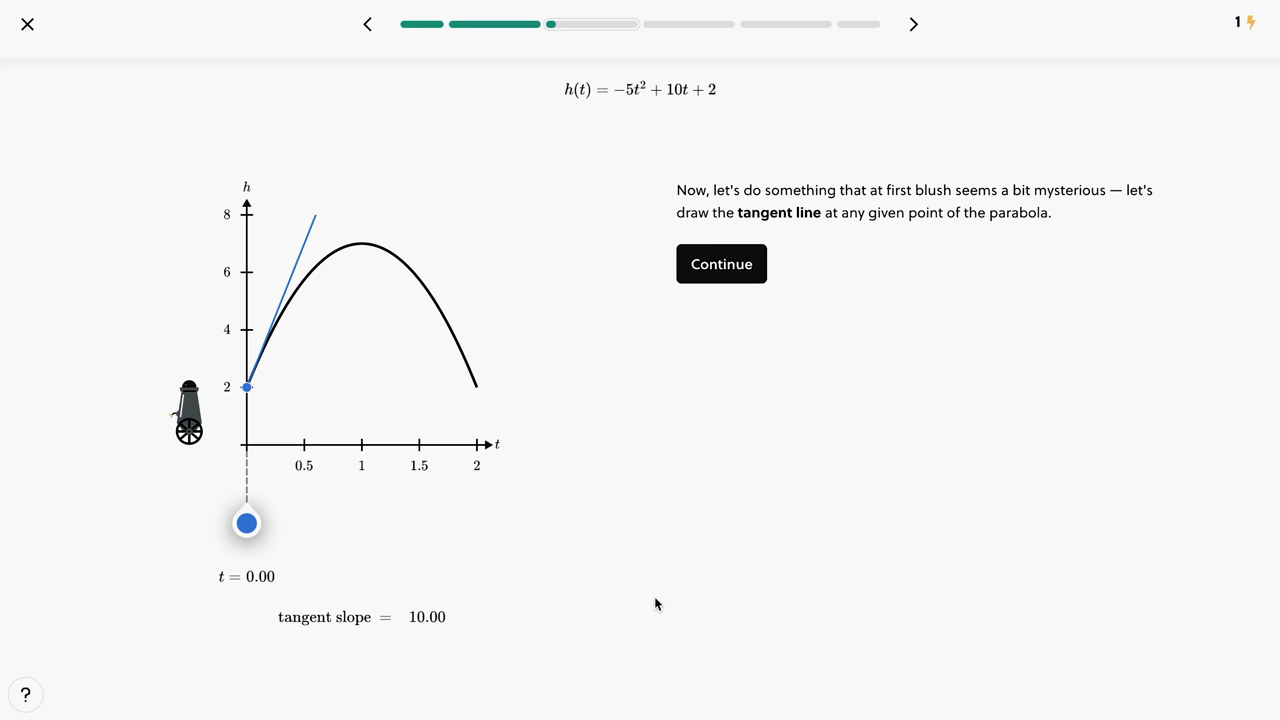 1
h(t) = −5t² + 10t + 2
h
8
6
4
2
0.5 1 1.5 2
t
t = 0.00
tangent slope = 10.00
Now, let's do something that at first blush seems a bit mysterious — let's
draw the tangent line at any given point of the parabola.
Continue
?